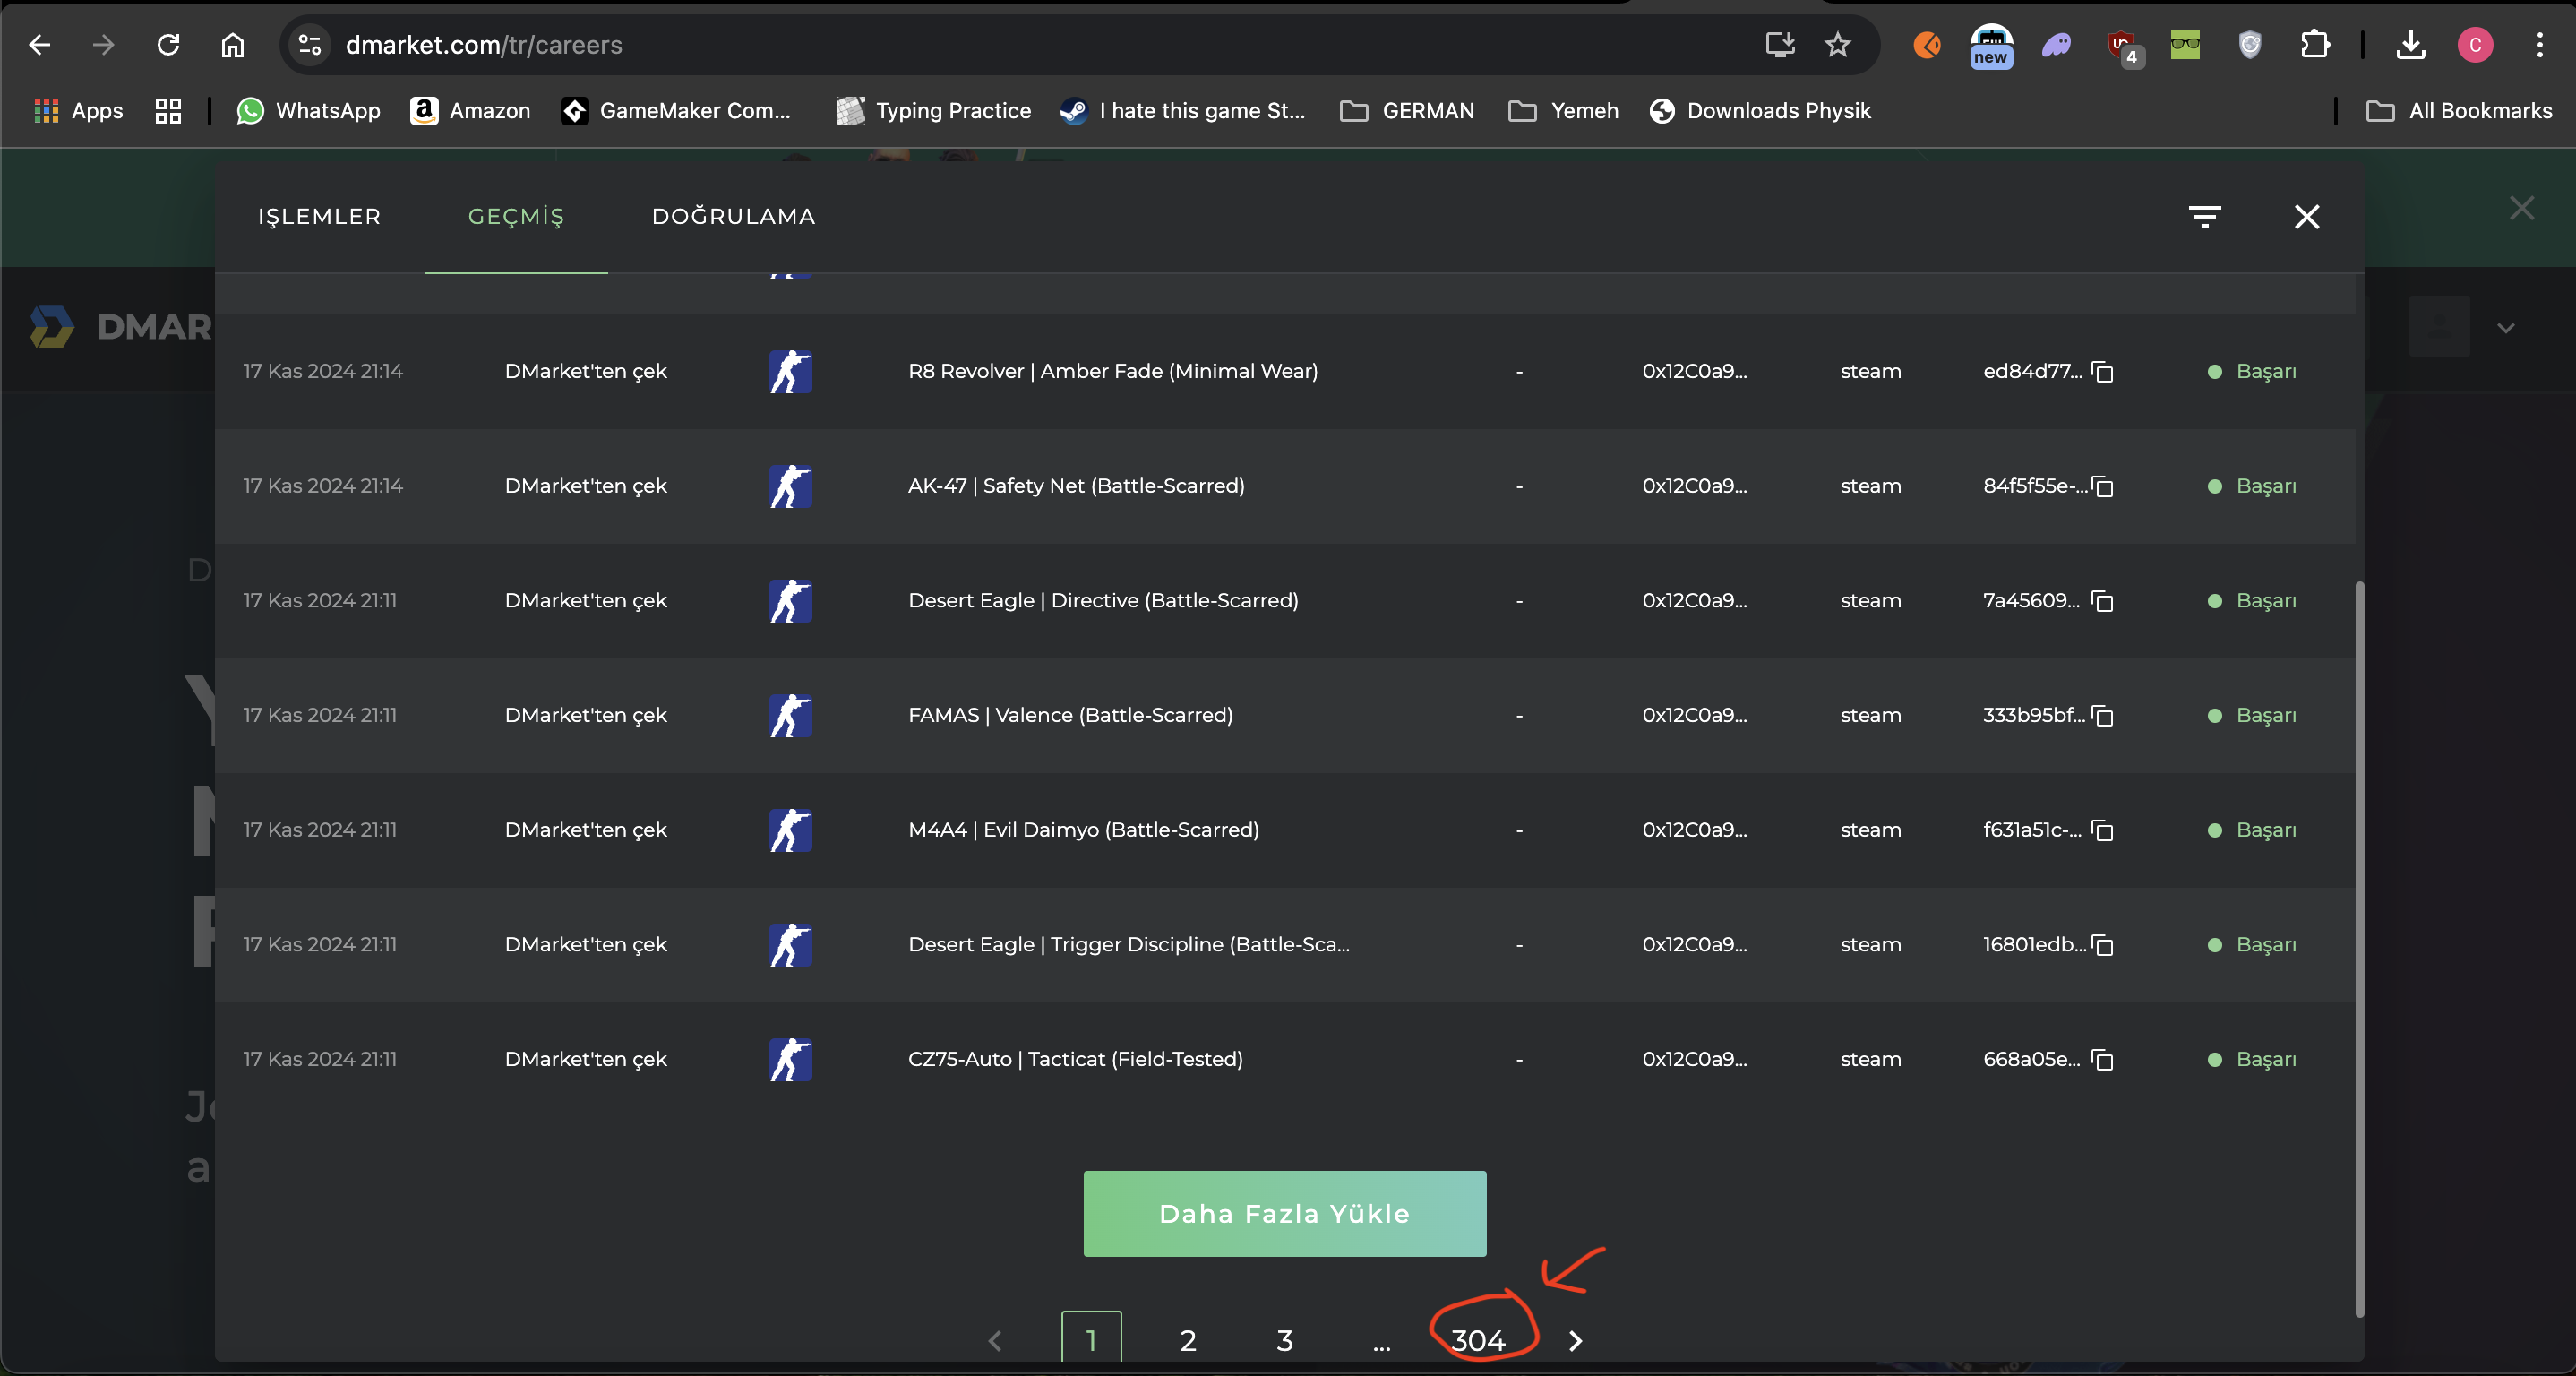 dmarket.com/tr/careers
new
4
C
Apps
WhatsApp
Amazon
GameMaker Com...
Typing Practice
I hate this game St...
GERMAN
Yemeh
Downloads Physik
All Bookmarks
IŞLEMLER GEÇMİŞ DOĞRULAMA
DMAR
17 Kas 2024 21:14 DMarket'ten çek R8 Revolver | Amber Fade (Minimal Wear) - 0x12C0a9... steam ed84d77... Başarı
17 Kas 2024 21:14 DMarket'ten çek AK-47 | Safety Net (Battle-Scarred) - 0x12C0a9... steam 84f5f55e-... Başarı
D
17 Kas 2024 21:11 DMarket'ten çek Desert Eagle | Directive (Battle-Scarred) - 0x12C0a9... steam 7a45609... Başarı
17 Kas 2024 21:11 DMarket'ten çek FAMAS | Valence (Battle-Scarred) - 0x12C0a9... steam 333b95bf... Başarı
17 Kas 2024 21:11 DMarket'ten çek M4A4 | Evil Daimyo (Battle-Scarred) - 0x12C0a9... steam f631a51c-... Başarı
17 Kas 2024 21:11 DMarket'ten çek Desert Eagle | Trigger Discipline (Battle-Sca... - 0x12C0a9... steam 16801edb... Başarı
17 Kas 2024 21:11 DMarket'ten çek CZ75-Auto | Tacticat (Field-Tested) - 0x12C0a9... steam 668a05e... Başarı
a
Daha Fazla Yükle
1 2 3 ... 304